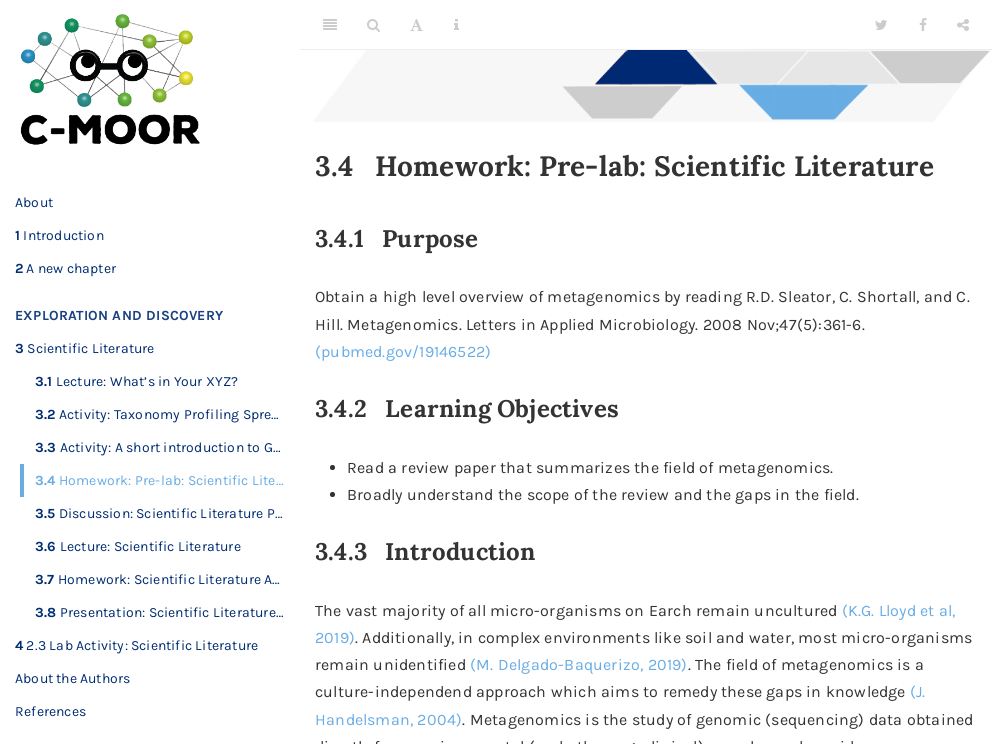 C-MOOR
About
1 Introduction
2 A new chapter
EXPLORATION AND DISCOVERY
3 Scientific Literature
3.1 Lecture: What's in Your XYZ?
3.2 Activity: Taxonomy Profiling Spre...
3.3 Activity: A short introduction to G...
3.4 Homework: Pre-lab: Scientific Lite...
3.5 Discussion: Scientific Literature P...
3.6 Lecture: Scientific Literature
3.7 Homework: Scientific Literature A...
3.8 Presentation: Scientific Literature...
4 2.3 Lab Activity: Scientific Literature
About the Authors
References
A
3.4 Homework: Pre-lab: Scientific Literature
3.4.1 Purpose
Obtain a high level overview of metagenomics by reading R.D. Sleator, C. Shortall, and C.
Hill. Metagenomics. Letters in Applied Microbiology. 2008 Nov;47(5):361-6.
(pubmed.gov/19146522)
3.4.2 Learning Objectives
• Read a review paper that summarizes the field of metagenomics.
• Broadly understand the scope of the review and the gaps in the field.
3.4.3 Introduction
The vast majority of all micro-organisms on Earch remain uncultured (K.G. Lloyd et al,
2019). Additionally, in complex environments like soil and water, most micro-organisms
remain unidentified (M. Delgado-Baquerizo, 2019). The field of metagenomics is a
culture-independent approach which aims to remedy these gaps in knowledge (J.
Handelsman, 2004). Metagenomics is the study of genomic (sequencing) data obtained